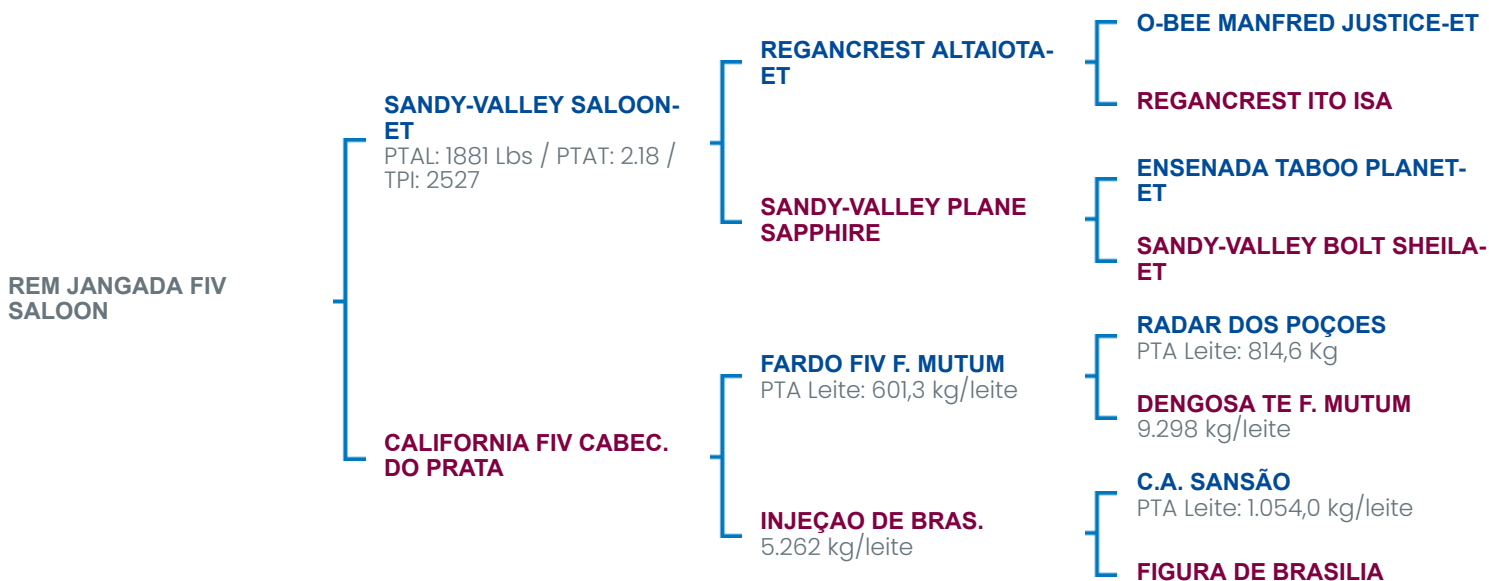 REM JANGADA FIV
SALOON
SANDY-VALLEY SALOON-
ET
PTAL: 1881 Lbs / PTAT: 2.18 /
TPI: 2527
CALIFORNIA FIV CABEC.
DO PRATA
REGANCREST ALTAIOTA-
ET
SANDY-VALLEY PLANE
SAPPHIRE
FARDO FIV F. MUTUM
PTA Leite: 601,3 kg/leite
INJEÇAO DE BRAS.
5.262 kg/leite
O-BEE MANFRED JUSTICE-ET
REGANCREST ITO ISA
ENSENADA TABOO PLANET-
ET
SANDY-VALLEY BOLT SHEILA-
ET
RADAR DOS POÇOES
PTA Leite: 814,6 Kg
DENGOSA TE F. MUTUM
9.298 kg/leite
C.A. SANSÃO
PTA Leite: 1.054,0 kg/leite
FIGURA DE BRASILIA